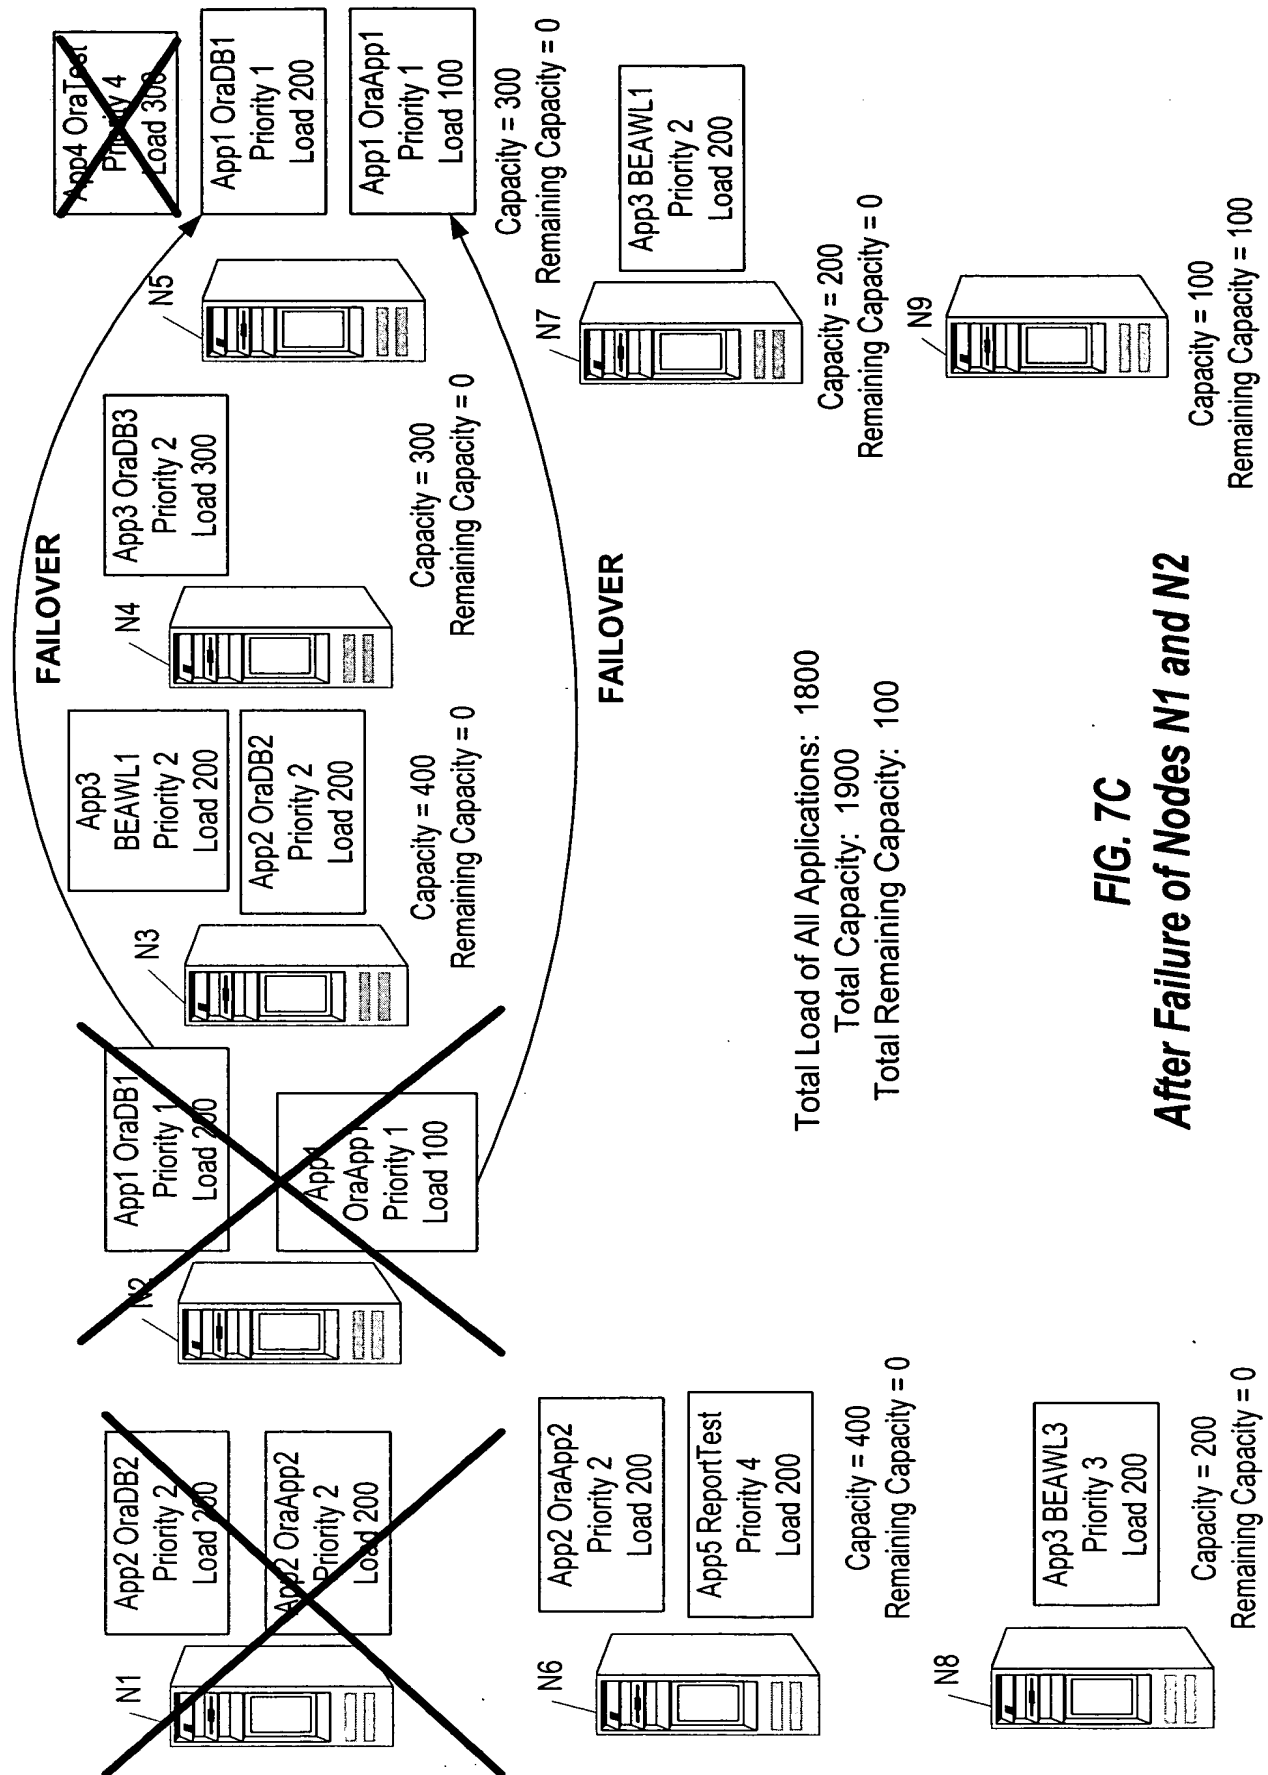 N1
App2 OraDB2
Priority 2
Load 200
App2 OraApp2
Priority 2
Load 200
N2
App1 OraDB1
Priority 1
Load 200
App1
OraApp1
Priority 1
Load 100
N3
App3
BEAWL1
Priority 2
Load 200
App2 OraDB2
Priority 2
Load 200
Capacity = 400
Remaining Capacity = 0
FAILOVER
N4
App3 OraDB3
Priority 2
Load 300
Capacity = 300
Remaining Capacity = 0
N5
App4 OraTest
Priority 4
Load 300
App1 OraDB1
Priority 1
Load 200
App1 OraApp1
Priority 1
Load 100
Capacity = 300
Remaining Capacity = 0
FAILOVER
N6
App2 OraApp2
Priority 2
Load 200
App5 ReportTest
Priority 4
Load 200
Capacity = 400
Remaining Capacity = 0
N7
App3 BEAWL1
Priority 2
Load 200
Capacity = 200
Remaining Capacity = 0
Total Load of All Applications: 1800
Total Capacity: 1900
Total Remaining Capacity: 100
N8
App3 BEAWL3
Priority 3
Load 200
Capacity = 200
Remaining Capacity = 0
N9
Capacity = 100
Remaining Capacity = 100
FIG. 7C
After Failure of Nodes N1 and N2